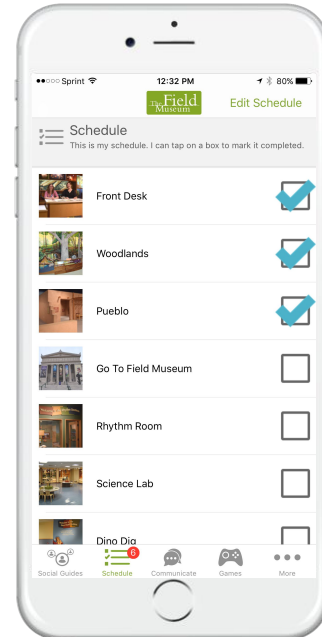 Sprint 12:32 PM 80%
The Field
Museum
Edit Schedule
Schedule
This is my schedule. I can tap on a box to mark it completed.
Front Desk
Woodlands
Pueblo
Go To Field Museum
Rhythm Room
Science Lab
Dino Dig
6
Social Guides Schedule Communicate Games More